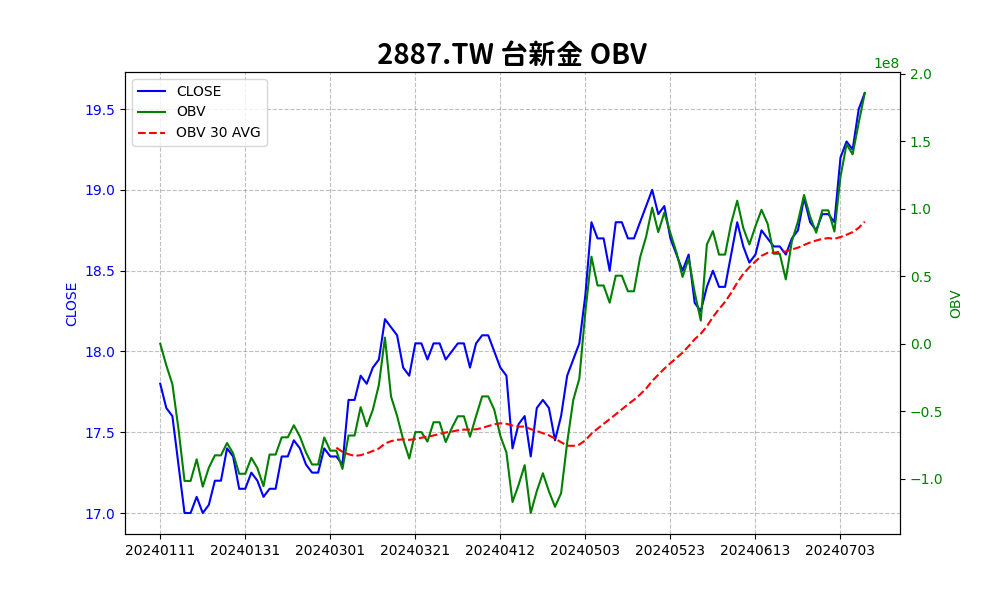 2887.TW 台新金 OBV
1e8
CLOSE
OBV
OBV 30 AVG
19.5
19.0
18.5
18.0
17.5
17.0
CLOSE
2.0
1.5
1.0
0.5
0.0
−0.5
−1.0
OBV
20240111 20240131 20240301 20240321 20240412 20240503 20240523 20240613 20240703